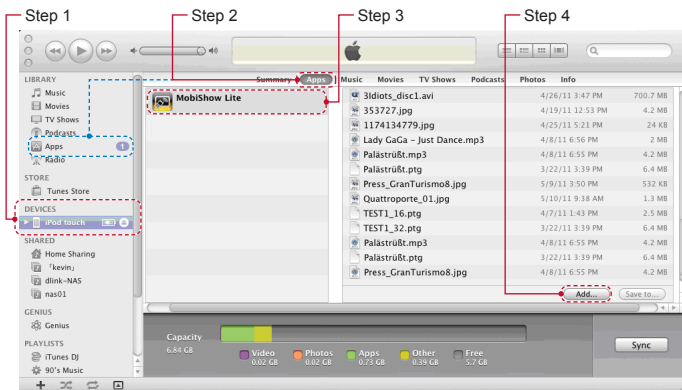 Step 1
Step 2
Step 3
Step 4
LIBRARY
Music
Movies
TV Shows
Podcasts
Apps
1
Radio
STORE
Tunes Store
DEVICES
iPod touch
SHARED
Home Sharing
「kevin」
dlink-NAS
nas01
GENIUS
Genius
PLAYLISTS
iTunes DJ
90's Music
Summary Apps Music Movies TV Shows Podcasts Photos Info
MobiShow Lite
3Idiots_disc1.avi 4/26/11 3:47 PM 700.7 MB
353727.jpg 4/19/11 12:53 PM 4.2 MB
1174134779.jpg 4/25/11 5:21 PM 24 KB
Lady GaGa - Just Dance.mp3 4/8/11 6:56 PM 2 MB
Palästrüßt.mp3 4/8/11 6:55 PM 4.2 MB
Palästrüßt.ptg 3/22/11 3:39 PM 6.4 MB
Press_GranTurismo8.jpg 5/9/11 3:50 PM 532 KB
Quattroporte_01.jpg 5/10/11 9:38 AM 1.3 MB
TEST1_16.ptg 4/7/11 1:43 PM 2.5 MB
TEST1_32.ptg 3/22/11 3:39 PM 6.4 MB
Palästrüßt.mp3 4/8/11 6:55 PM 4.2 MB
Palästrüßt.ptg 3/22/11 3:39 PM 6.4 MB
Press_GranTurismo8.jpg 4/8/11 6:55 PM 4.2 MB
Add... Save to...
Capacity
6.84 GB
Video
0.02 GB
Photos
0.02 GB
Apps
0.73 GB
Other
0.39 GB
Free
5.7 GB
Sync